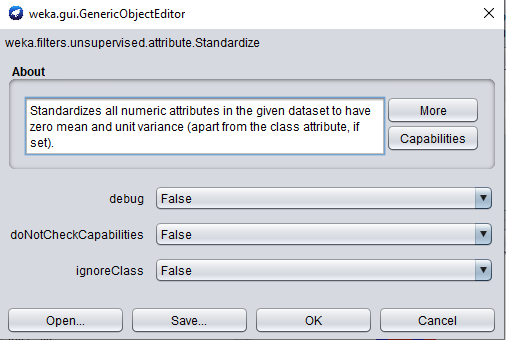 weka.gui.GenericObjectEditor
weka.filters.unsupervised.attribute.Standardize
About
Standardizes all numeric attributes in the given dataset to have
zero mean and unit variance (apart from the class attribute, if
set).
More
Capabilities
debug False
doNotCheckCapabilities False
ignoreClass False
Open... Save... OK Cancel